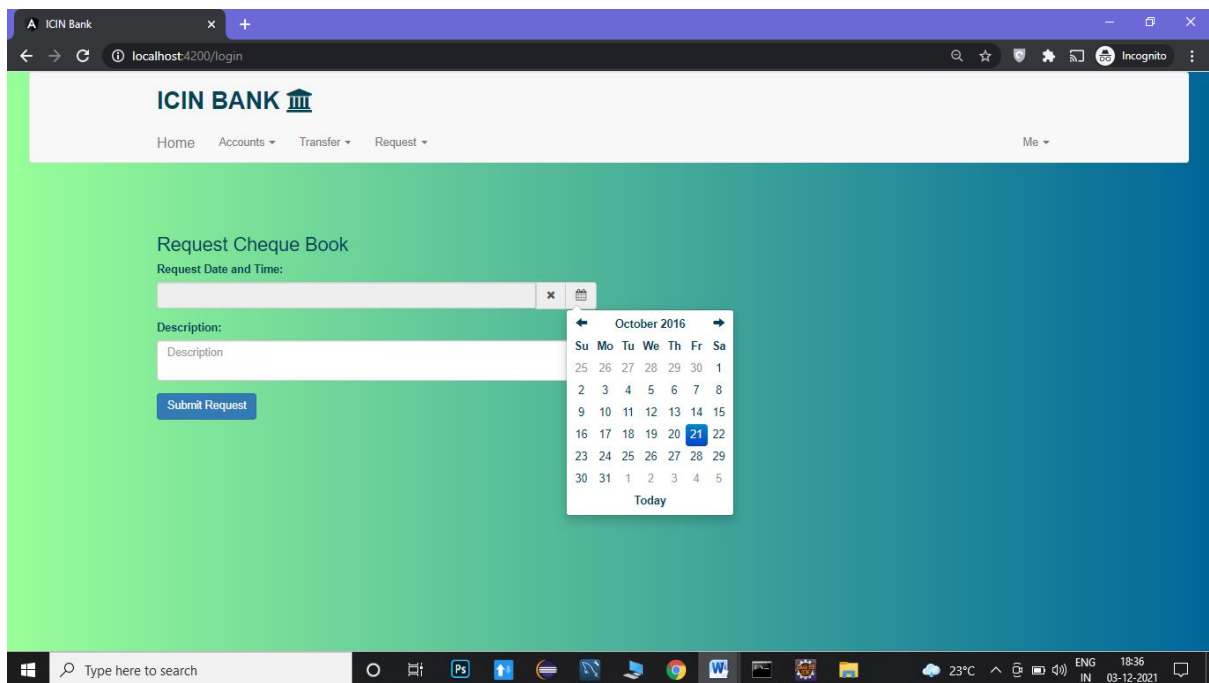 A ICIN Bank
localhost:4200/login
Incognito
ICIN BANK
Home Accounts Transfer Request Me
Request Cheque Book
Request Date and Time:
Description:
Description
Submit Request
October 2016
Su Mo Tu We Th Fr Sa
25 26 27 28 29 30 1
2 3 4 5 6 7 8
9 10 11 12 13 14 15
16 17 18 19 20 21 22
23 24 25 26 27 28 29
30 31 1 2 3 4 5
Today
Type here to search
Ps
W
23°C
ENG
IN
18:36
03-12-2021